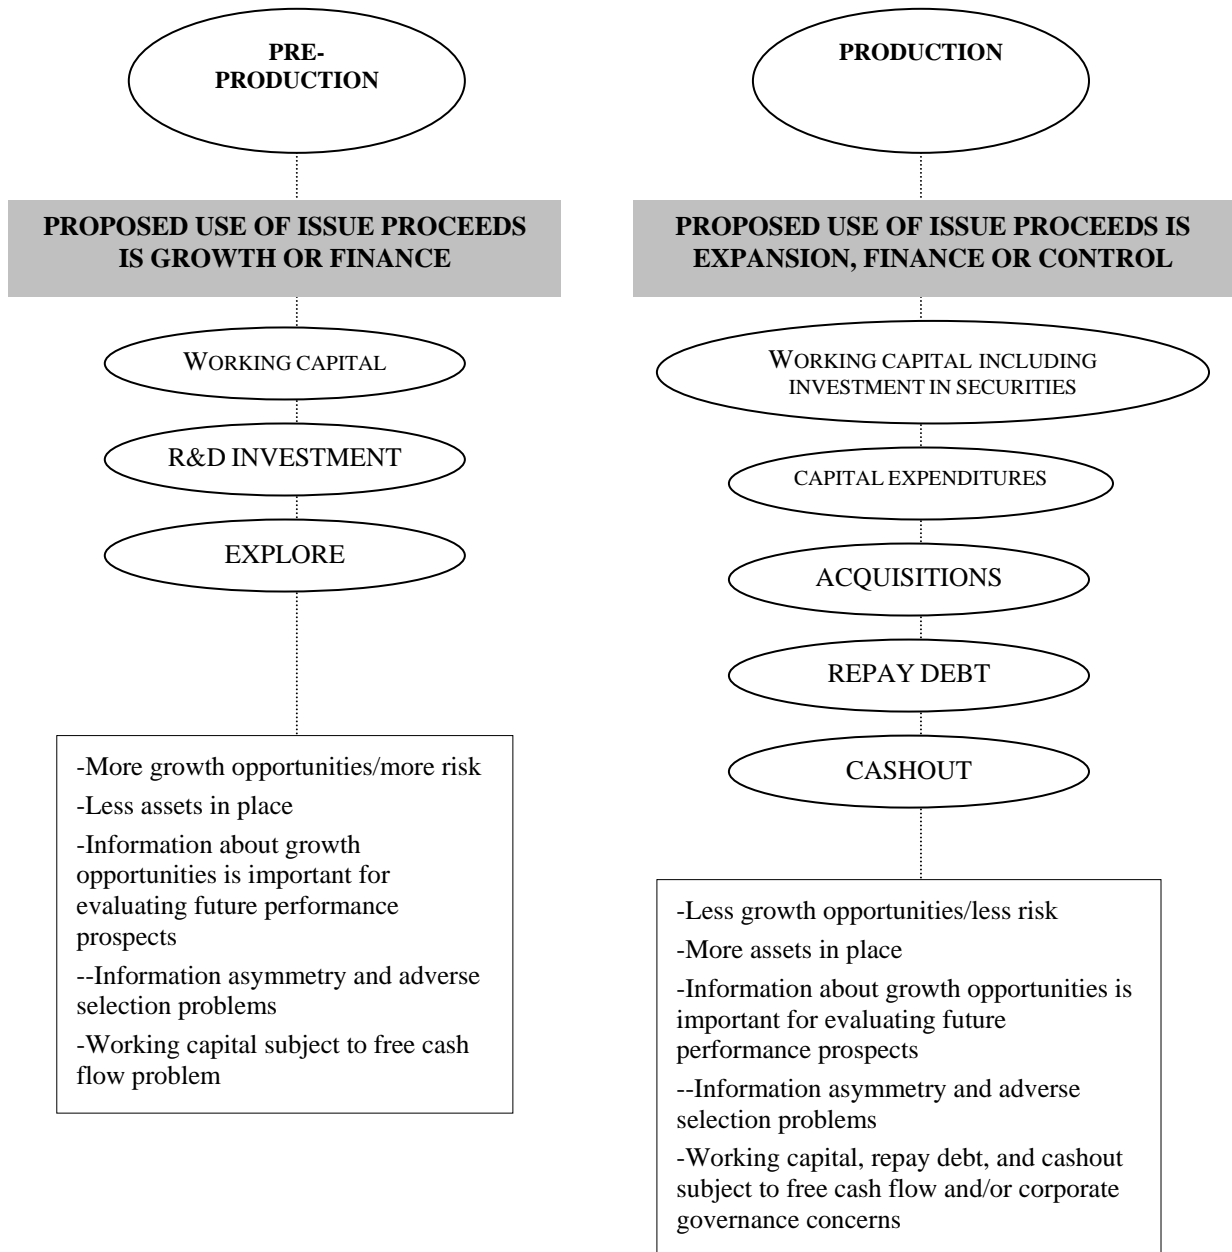 PRE-
PRODUCTION
PROPOSED USE OF ISSUE PROCEEDS
IS GROWTH OR FINANCE
WORKING CAPITAL
R&D INVESTMENT
EXPLORE
-More growth opportunities/more risk
-Less assets in place
-Information about growth
opportunities is important for
evaluating future performance
prospects
--Information asymmetry and adverse
selection problems
-Working capital subject to free cash
flow problem
PRODUCTION
PROPOSED USE OF ISSUE PROCEEDS IS
EXPANSION, FINANCE OR CONTROL
WORKING CAPITAL INCLUDING
INVESTMENT IN SECURITIES
CAPITAL EXPENDITURES
ACQUISITIONS
REPAY DEBT
CASHOUT
-Less growth opportunities/less risk
-More assets in place
-Information about growth opportunities is
important for evaluating future
performance prospects
--Information asymmetry and adverse
selection problems
-Working capital, repay debt, and cashout
subject to free cash flow and/or corporate
governance concerns